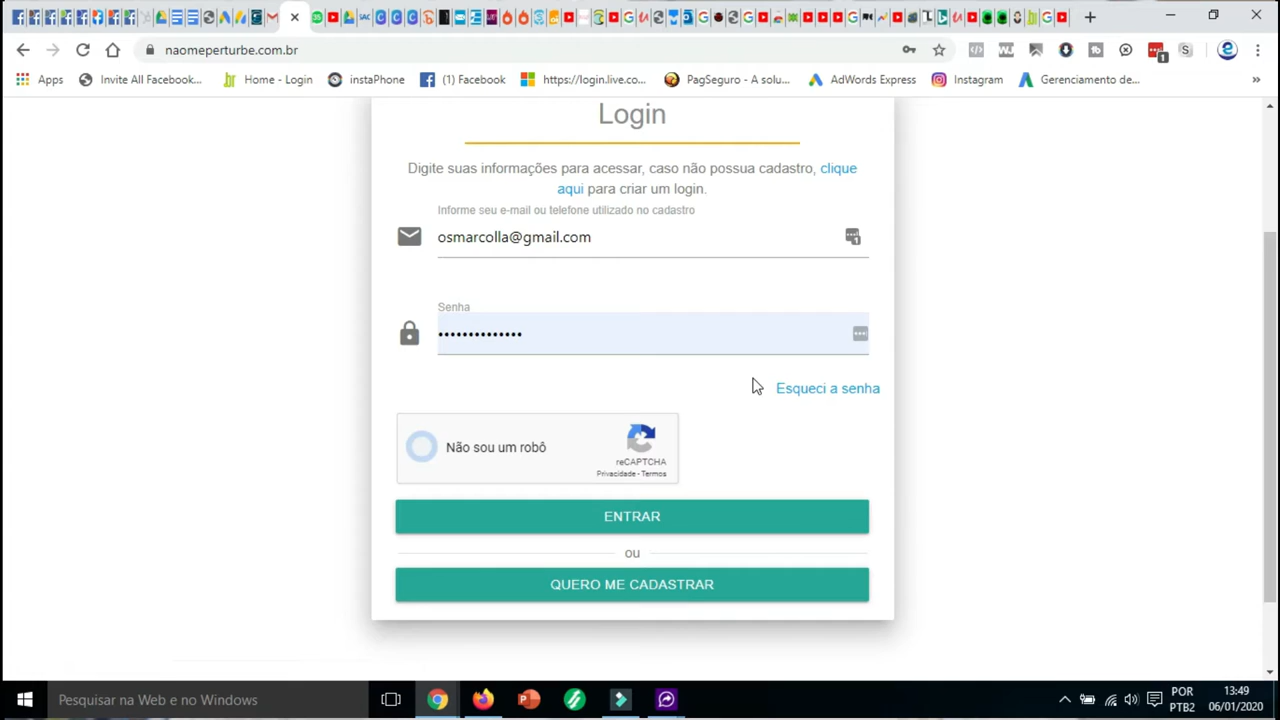 naomeperturbe.com.br
Apps
Invite All Facebook...
Home - Login
instaPhone
(1) Facebook
https://login.live.co...
PagSeguro - A solu...
AdWords Express
Instagram
Gerenciamento de...
»
Login
Digite suas informações para acessar, caso não possua cadastro, clique
aqui para criar um login.
Informe seu e-mail ou telefone utilizado no cadastro
osmarcolla@gmail.com
Senha
••••••••••••••
Esqueci a senha
Não sou um robô
reCAPTCHA
Privacidade - Termos
ENTRAR
ou
QUERO ME CADASTRAR
Pesquisar na Web e no Windows
POR
PTB2
13:49
06/01/2020